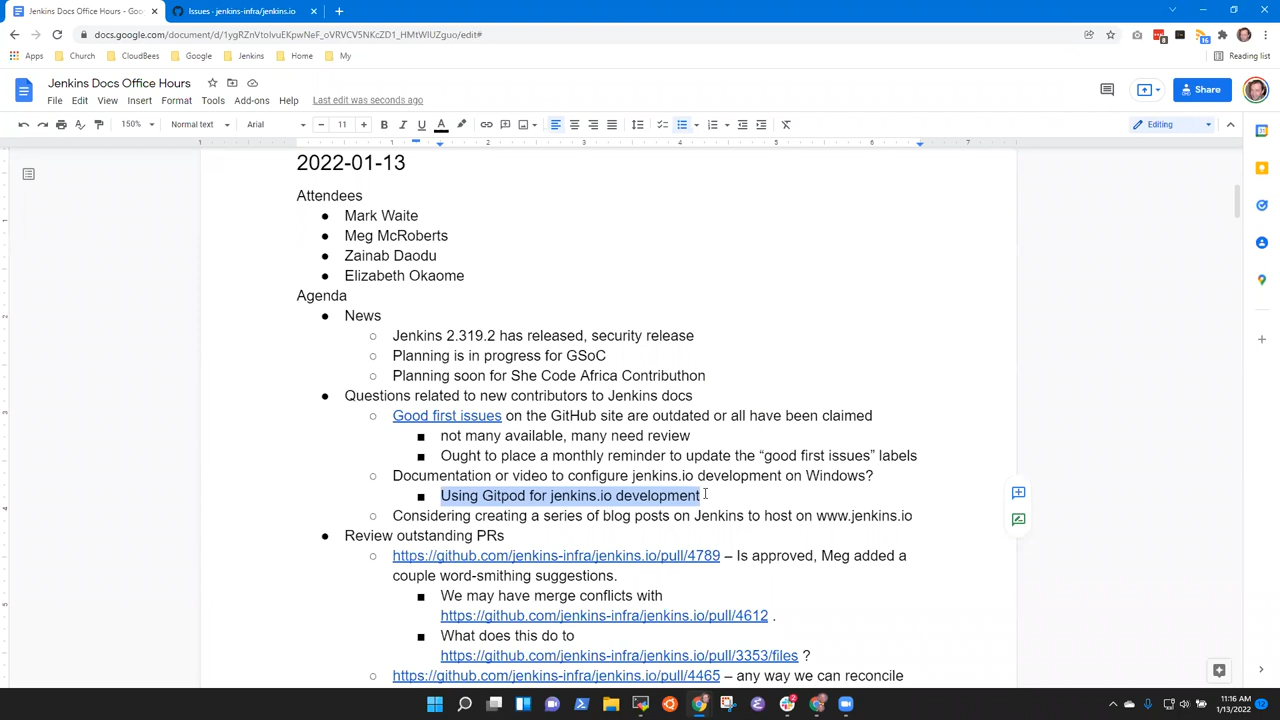 Jenkins Docs Office Hours - Goo
Issues · jenkins-infra/jenkins.io
docs.google.com/document/d/1ygRZnVtoIvuEKpwNeF_oVRVCV5NKcZD1_HMtWIUZguo/edit#
Apps Church CloudBees Google Jenkins Home My Reading list
Jenkins Docs Office Hours
File Edit View Insert Format Tools Add-ons Help Last edit was seconds ago
Share
150% Normal text Arial 11 Editing
1 1 2 3 4 5 6 7
2022-01-13
Attendees
● Mark Waite
● Meg McRoberts
● Zainab Daodu
● Elizabeth Okaome
Agenda
● News
○ Jenkins 2.319.2 has released, security release
○ Planning is in progress for GSoC
○ Planning soon for She Code Africa Contributhon
● Questions related to new contributors to Jenkins docs
○ Good first issues on the GitHub site are outdated or all have been claimed
■ not many available, many need review
■ Ought to place a monthly reminder to update the “good first issues” labels
○ Documentation or video to configure jenkins.io development on Windows?
■ Using Gitpod for jenkins.io development
○ Considering creating a series of blog posts on Jenkins to host on www.jenkins.io
● Review outstanding PRs
○ https://github.com/jenkins-infra/jenkins.io/pull/4789 – Is approved, Meg added a
couple word-smithing suggestions.
■ We may have merge conflicts with
https://github.com/jenkins-infra/jenkins.io/pull/4612 .
■ What does this do to
https://github.com/jenkins-infra/jenkins.io/pull/3353/files ?
○ https://github.com/jenkins-infra/jenkins.io/pull/4465 – any way we can reconcile
11:16 AM
1/13/2022